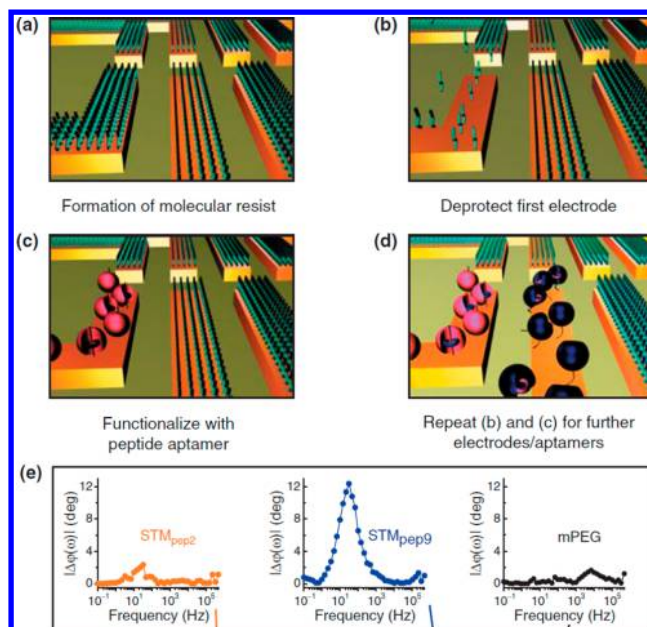 (a)
(b)
Formation of molecular resist
Deprotect first electrode
(c)
(d)
Functionalize with
peptide aptamer
Repeat (b) and (c) for further
electrodes/aptamers
(e)
|Δφ(ω)| (deg)
12
8
4
0
STMpep2
10⁻¹ 10¹ 10³ 10⁵
Frequency (Hz)
|Δφ(ω)| (deg)
12
8
4
0
STMpep9
10⁻¹ 10¹ 10³ 10⁵
Frequency (Hz)
|Δφ(ω)| (deg)
12
8
4
0
mPEG
10⁻¹ 10¹ 10³ 10⁵
Frequency (Hz)